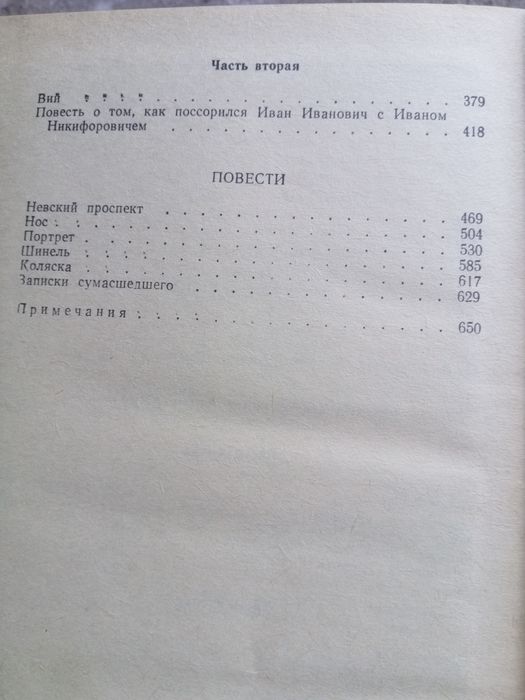 Часть вторая
Вий . . . . . . . . . . . . . . . . . . . . 379
Повесть о том, как поссорился Иван Иванович с Иваном
Никифоровичем . . . . . . . . . . . . . . . 418
ПОВЕСТИ
Невский проспект . . . . . . . . . . . . . . . 469
Нос . . . . . . . . . . . . . . . . . . . . 504
Портрет . . . . . . . . . . . . . . . . . . . 530
Шинель . . . . . . . . . . . . . . . . . . . 585
Коляска . . . . . . . . . . . . . . . . . . . 617
Записки сумасшедшего . . . . . . . . . . . . . 629
Примечания . . . . . . . . . . . . . . . . . 650